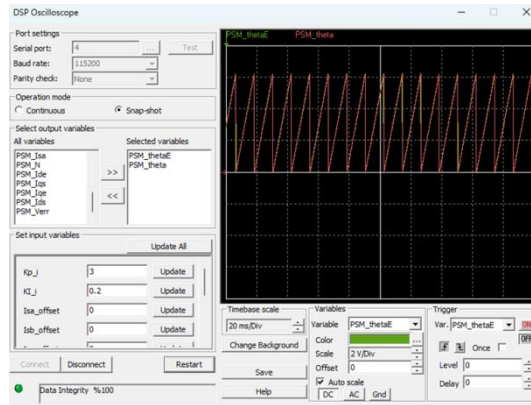 DSP Oscilloscope
Port settings
Serial port: 4 ... Test
Baud rate: 115200
Parity check: None
Operation mode
Continuous Snap-shot
Select output variables
All variables Selected variables
PSM_Isa PSM_thetaE
PSM_N PSM_theta
PSM_Ide
PSM_Iqs
PSM_Iqe
PSM_Ids
PSM_Verr
>>
<<
Set input variables
Update All
Kp_i 3 Update
KI_i 0.2 Update
Isa_offset 0 Update
Isb_offset 0 Update
Connect Disconnect Restart
Data Integrity %100
PSM_thetaE PSM_theta
Timebase scale
20 ms/Div
Change Background
Save
Help
Variables
Variable PSM_thetaE
Color ...
Scale 2 V/Div
Offset 0
Auto scale
DC AC Gnd
Trigger
Var. PSM_thetaE ON
OFF
Once
Level 0
Delay 0